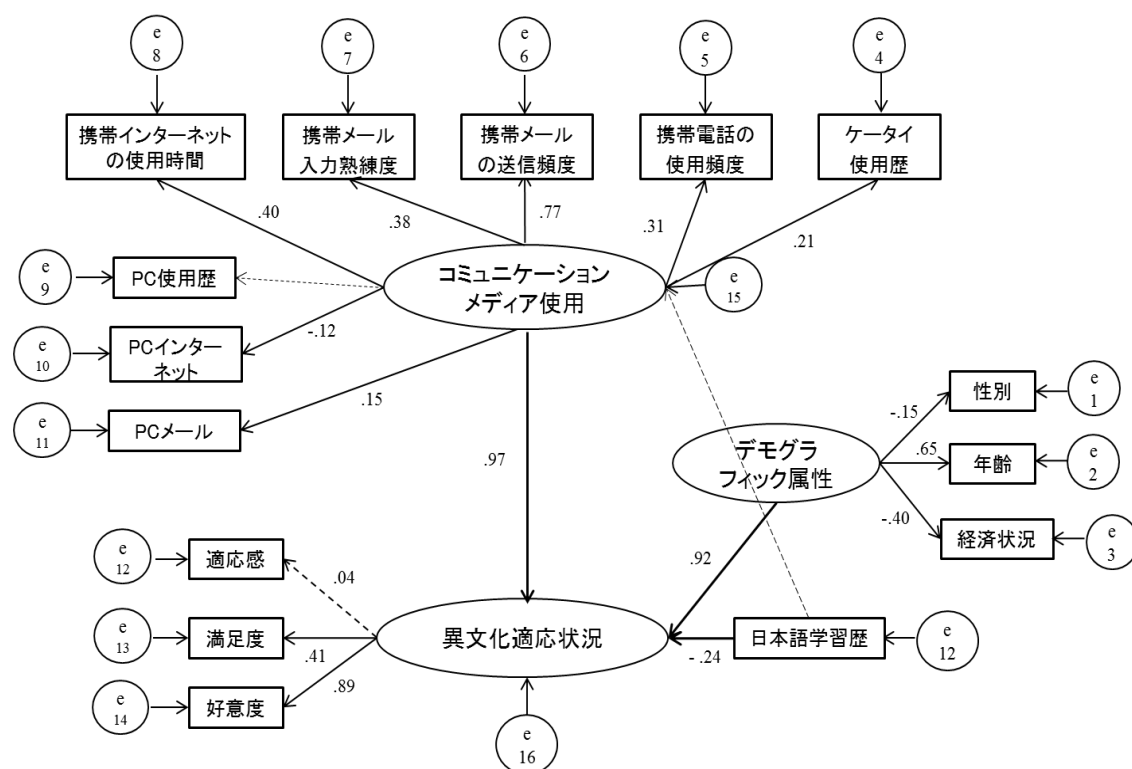 e
8
e
7
e
6
e
5
e
4
携帯インターネット
の使用時間
携帯メール
入力熟練度
携帯メール
の送信頻度
携帯電話の
使用頻度
ケータイ
使用歴
.40
.38
.77
.31
.21
e
9
PC使用歴
コミュニケーション
メディア使用
e
15
e
10
PCインター
ネット
-.12
e
11
PCメール
.15
.97
デモグラ
フィック属性
-.15
性別
e
1
.65
年齢
e
2
-.40
経済状況
e
3
e
12
適応感
.04
.92
e
13
満足度
.41
異文化適応状況
- .24
日本語学習歴
e
12
e
14
好意度
.89
e
16